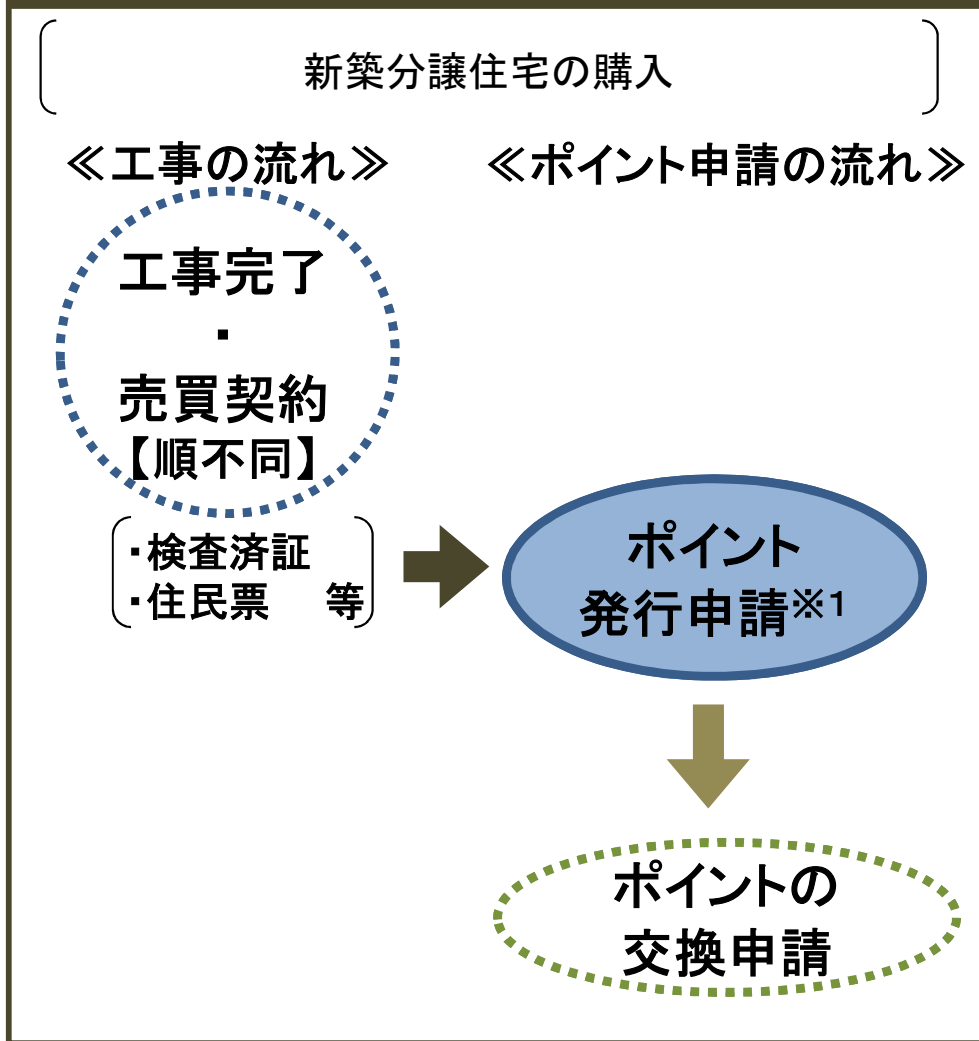 新築分譲住宅の購入
≪工事の流れ≫
≪ポイント申請の流れ≫
工事完了
・
売買契約
【順不同】
・検査済証
・住民票 等
ポイント
発行申請※1
ポイントの
交換申請